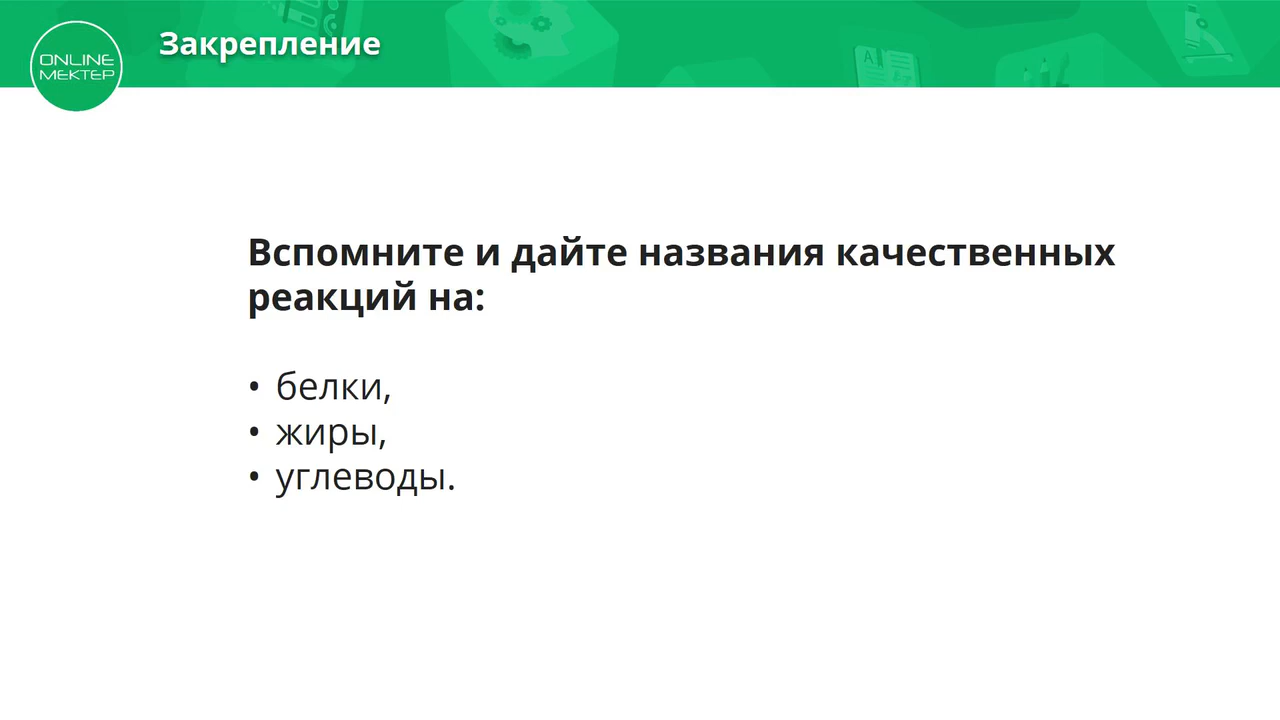 Закрепление
ONLINE
МЕКТЕР
Вспомните и дайте названия качественных
реакций на:
• белки,
• жиры,
• углеводы.